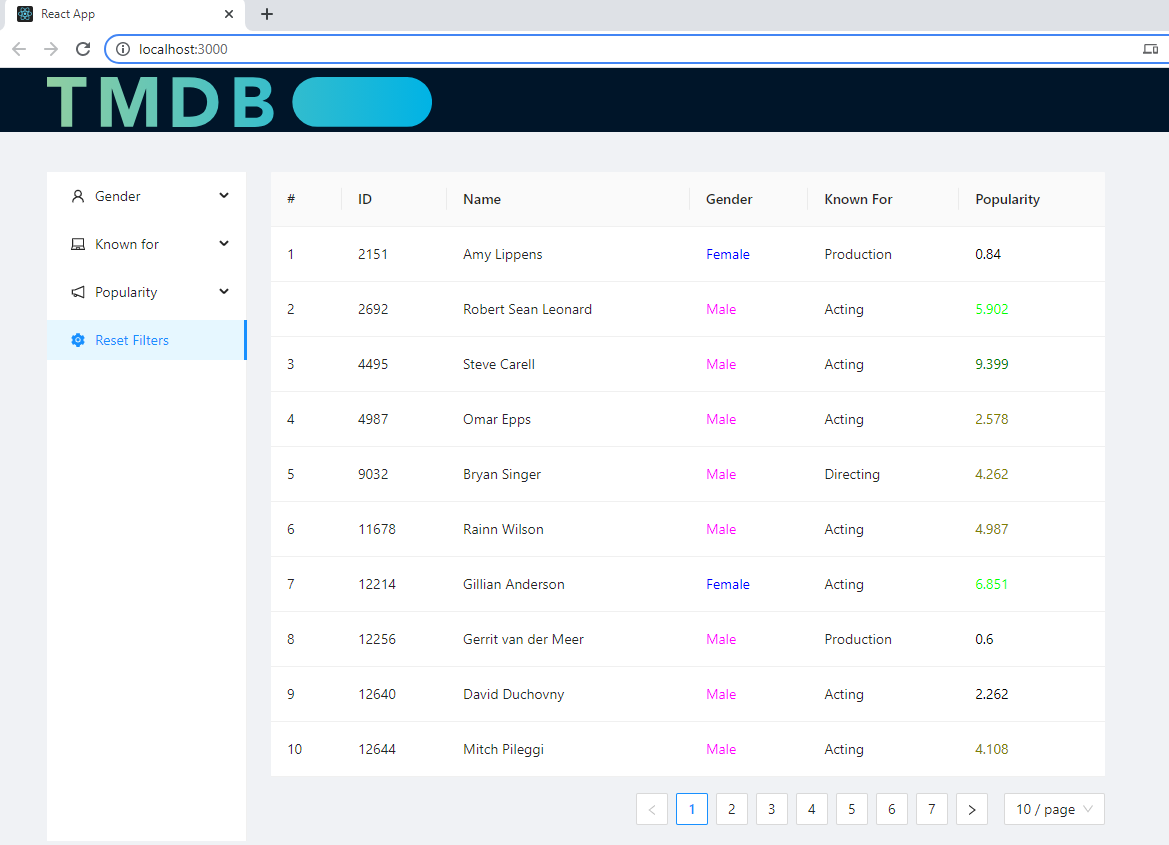 React App
localhost:3000
TMDB
Gender
Known for
Popularity
Reset Filters
# ID Name Gender Known For Popularity
1 2151 Amy Lippens Female Production 0.84
2 2692 Robert Sean Leonard Male Acting 5.902
3 4495 Steve Carell Male Acting 9.399
4 4987 Omar Epps Male Acting 2.578
5 9032 Bryan Singer Male Directing 4.262
6 11678 Rainn Wilson Male Acting 4.987
7 12214 Gillian Anderson Female Acting 6.851
8 12256 Gerrit van der Meer Male Production 0.6
9 12640 David Duchovny Male Acting 2.262
10 12644 Mitch Pileggi Male Acting 4.108
< 1 2 3 4 5 6 7 > 10 / page